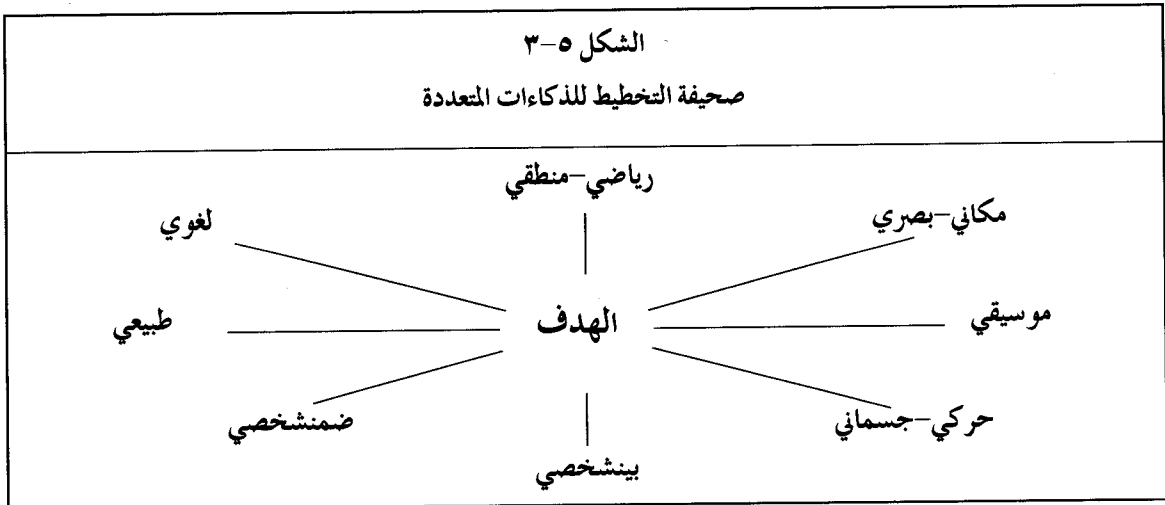 الشكل ٥-٣
صحيفة التخطيط للذكاءات المتعددة
رياضي-منطقي
مكاني-بصري
لغوي
الهدف
موسيقي
طبيعي
حركي-جسماني
ضمنشخصي
بينشخصي